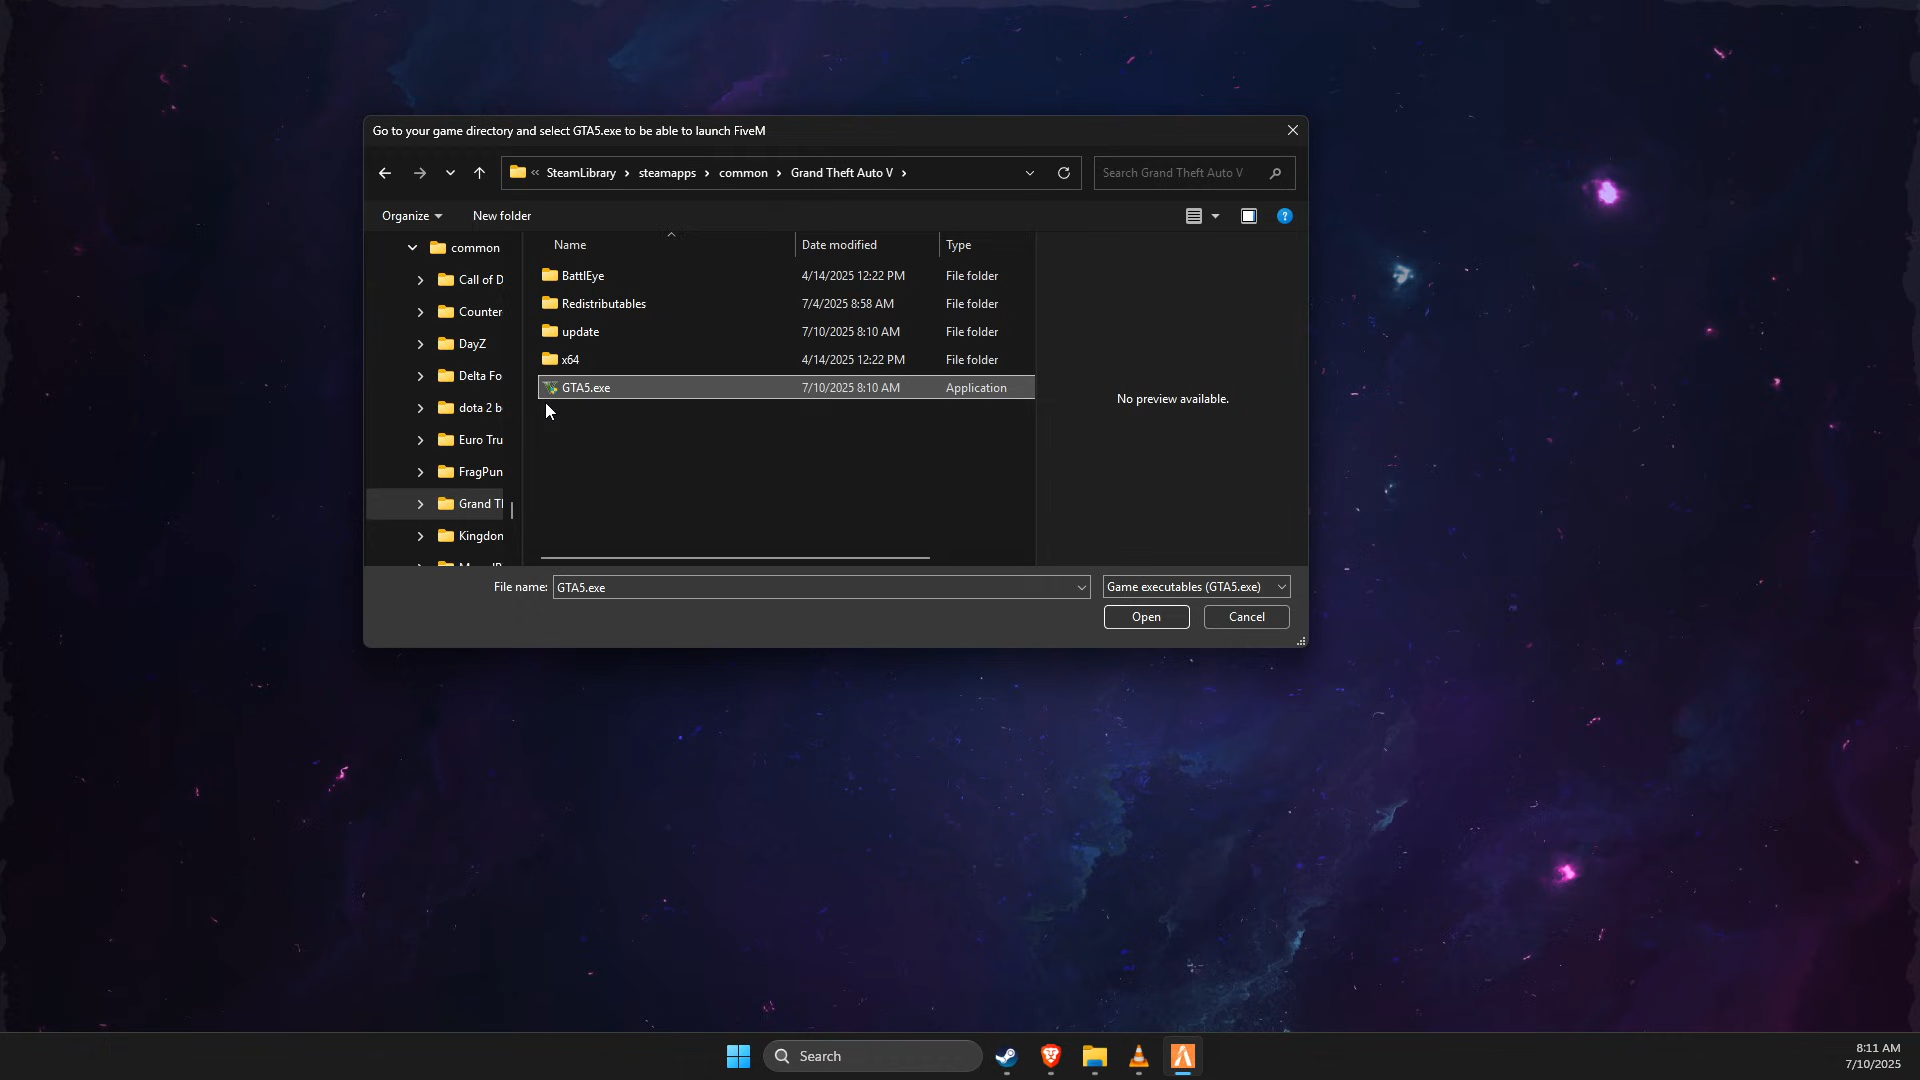 Go to your game directory and select GTA5.exe to be able to launch FiveM
« SteamLibrary › steamapps › common › Grand Theft Auto V ›
Search Grand Theft Auto V
Organize
New folder
Name
Date modified
Type
common
Call of D
Counter
DayZ
Delta Fo
dota 2 b
Euro Tru
FragPun
Grand Tl
Kingdon
BattlEye 4/14/2025 12:22 PM File folder
Redistributables 7/4/2025 8:58 AM File folder
update 7/10/2025 8:10 AM File folder
x64 4/14/2025 12:22 PM File folder
GTA5.exe 7/10/2025 8:10 AM Application
No preview available.
File name: GTA5.exe
Game executables (GTA5.exe)
Open
Cancel
Search
8:11 AM
7/10/2025